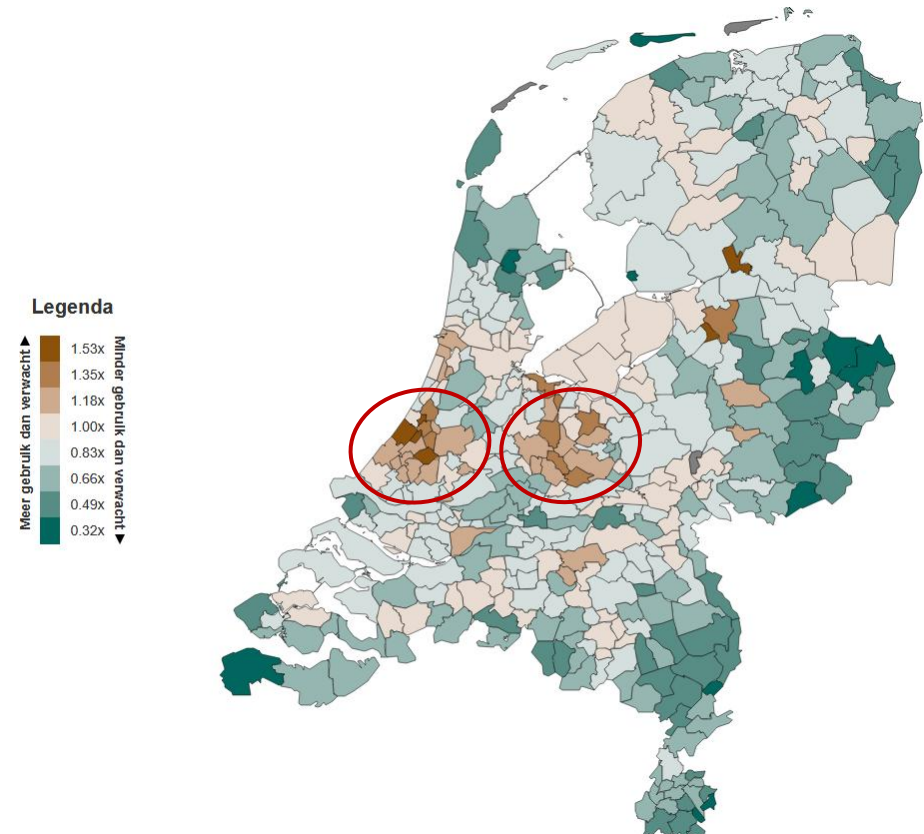 Legenda
Meer gebruik dan verwacht ▶
1.53x
1.35x
1.18x
1.00x
0.83x
0.66x
0.49x
0.32x
Minder gebruik dan verwacht ▶